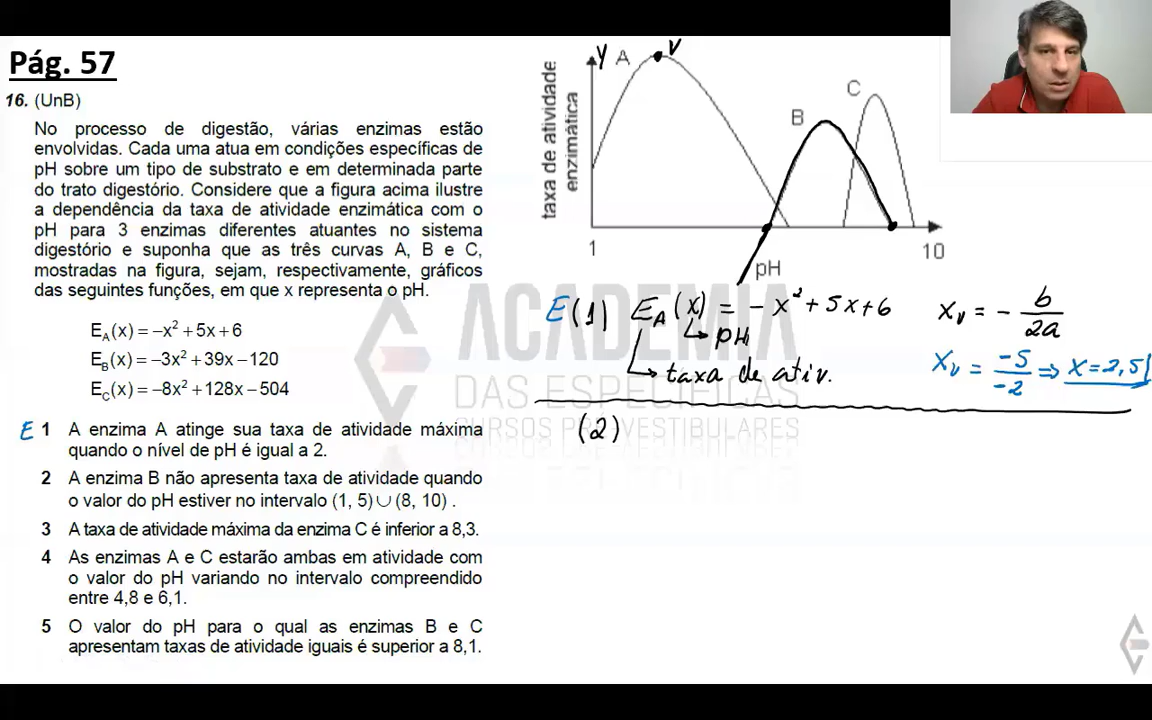 Pág. 57
16. (UnB)
No processo de digestão, várias enzimas estão
envolvidas. Cada uma atua em condições específicas de
pH sobre um tipo de substrato e em determinada parte
do trato digestório. Considere que a figura acima ilustre
a dependência da taxa de atividade enzimática com o
pH para 3 enzimas diferentes atuantes no sistema
digestório e suponha que as três curvas A, B e C,
mostradas na figura, sejam, respectivamente, gráficos
das seguintes funções, em que x representa o pH.
E_A(x) = –x² + 5x + 6
E_B(x) = –3x² + 39x – 120
E_C(x) = –8x² + 128x – 504
E 1 A enzima A atinge sua taxa de atividade máxima
quando o nível de pH é igual a 2.
2 A enzima B não apresenta taxa de atividade quando
o valor do pH estiver no intervalo (1, 5) ∪ (8, 10) .
3 A taxa de atividade máxima da enzima C é inferior a 8,3.
4 As enzimas A e C estarão ambas em atividade com
o valor do pH variando no intervalo compreendido
entre 4,8 e 6,1.
5 O valor do pH para o qual as enzimas B e C
apresentam taxas de atividade iguais é superior a 8,1.
taxa de atividade
enzimática
y A V
B
C
1
10
pH
E (1) E_A (x) = - x² + 5x + 6
pH
taxa de ativ.
x_v = - b/2a
x_v = -5/-2 ⇒ x = 2,5
(2)
ACADEMIA
DAS ESPECÍFICAS
CURSOS PRÉ-VESTIBULARES